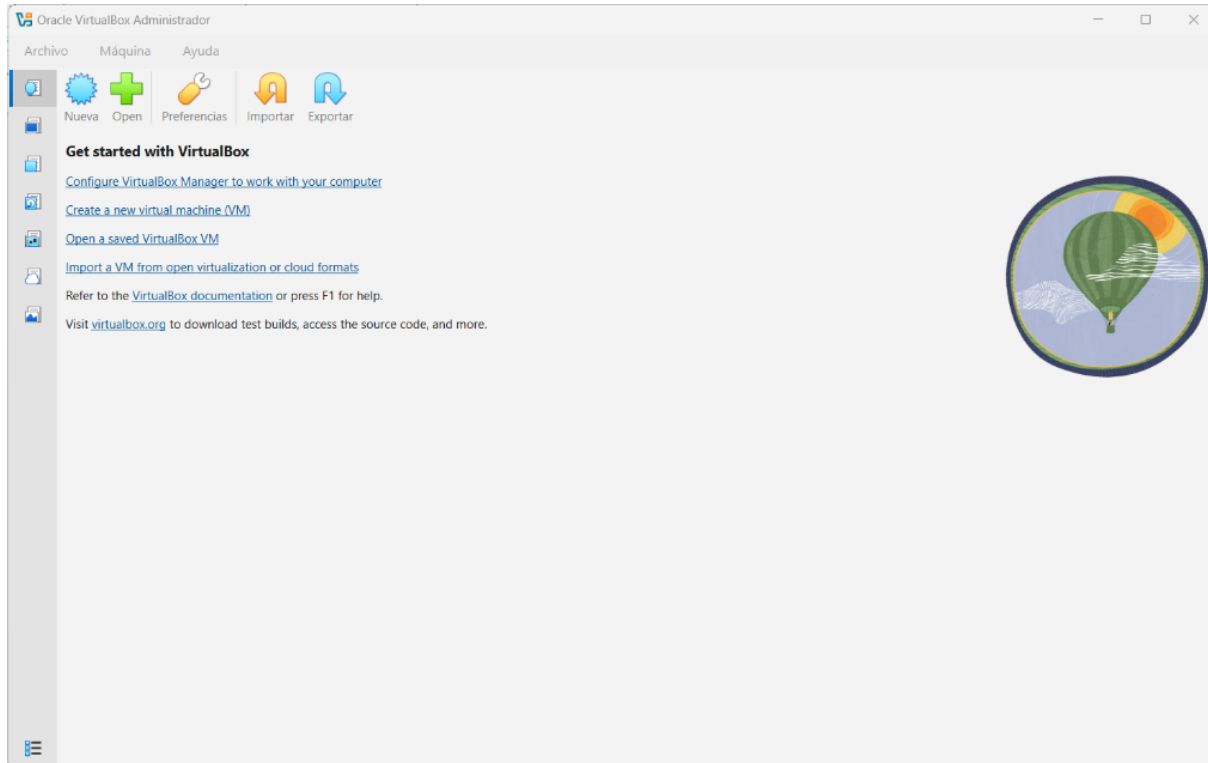 Oracle VirtualBox Administrador
Archivo Máquina Ayuda
Nueva Open Preferencias Importar Exportar
Get started with VirtualBox
Configure VirtualBox Manager to work with your computer
Create a new virtual machine (VM)
Open a saved VirtualBox VM
Import a VM from open virtualization or cloud formats
Refer to the VirtualBox documentation or press F1 for help.
Visit virtualbox.org to download test builds, access the source code, and more.